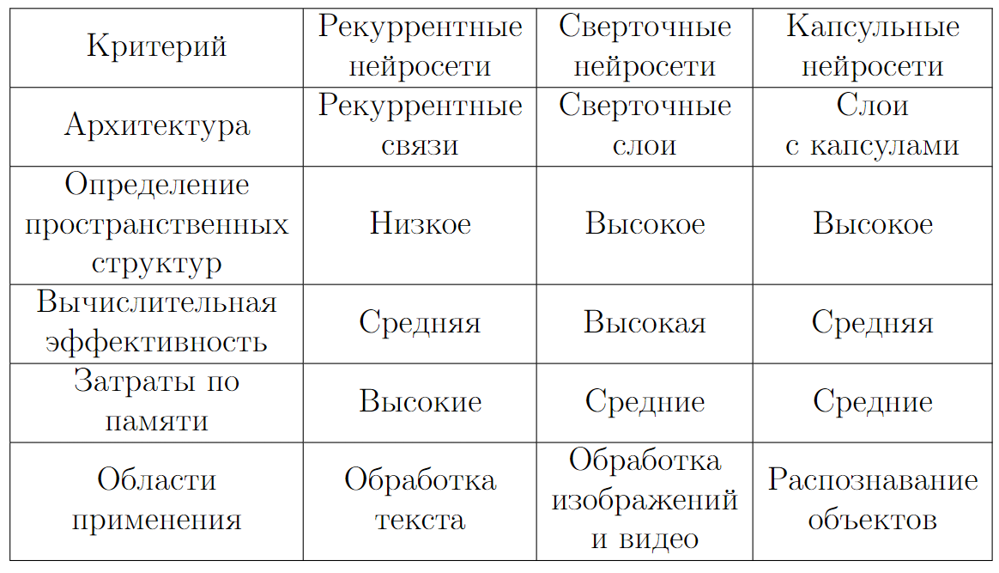 Критерий
Рекуррентные
нейросети
Сверточные
нейросети
Капсульные
нейросети
Архитектура
Рекуррентные
связи
Сверточные
слои
Слои
с капсулами
Определение
пространственных
структур
Низкое
Высокое
Высокое
Вычислительная
эффективность
Средняя
Высокая
Средняя
Затраты по
памяти
Высокие
Средние
Средние
Области
применения
Обработка
текста
Обработка
изображений
и видео
Распознавание
объектов